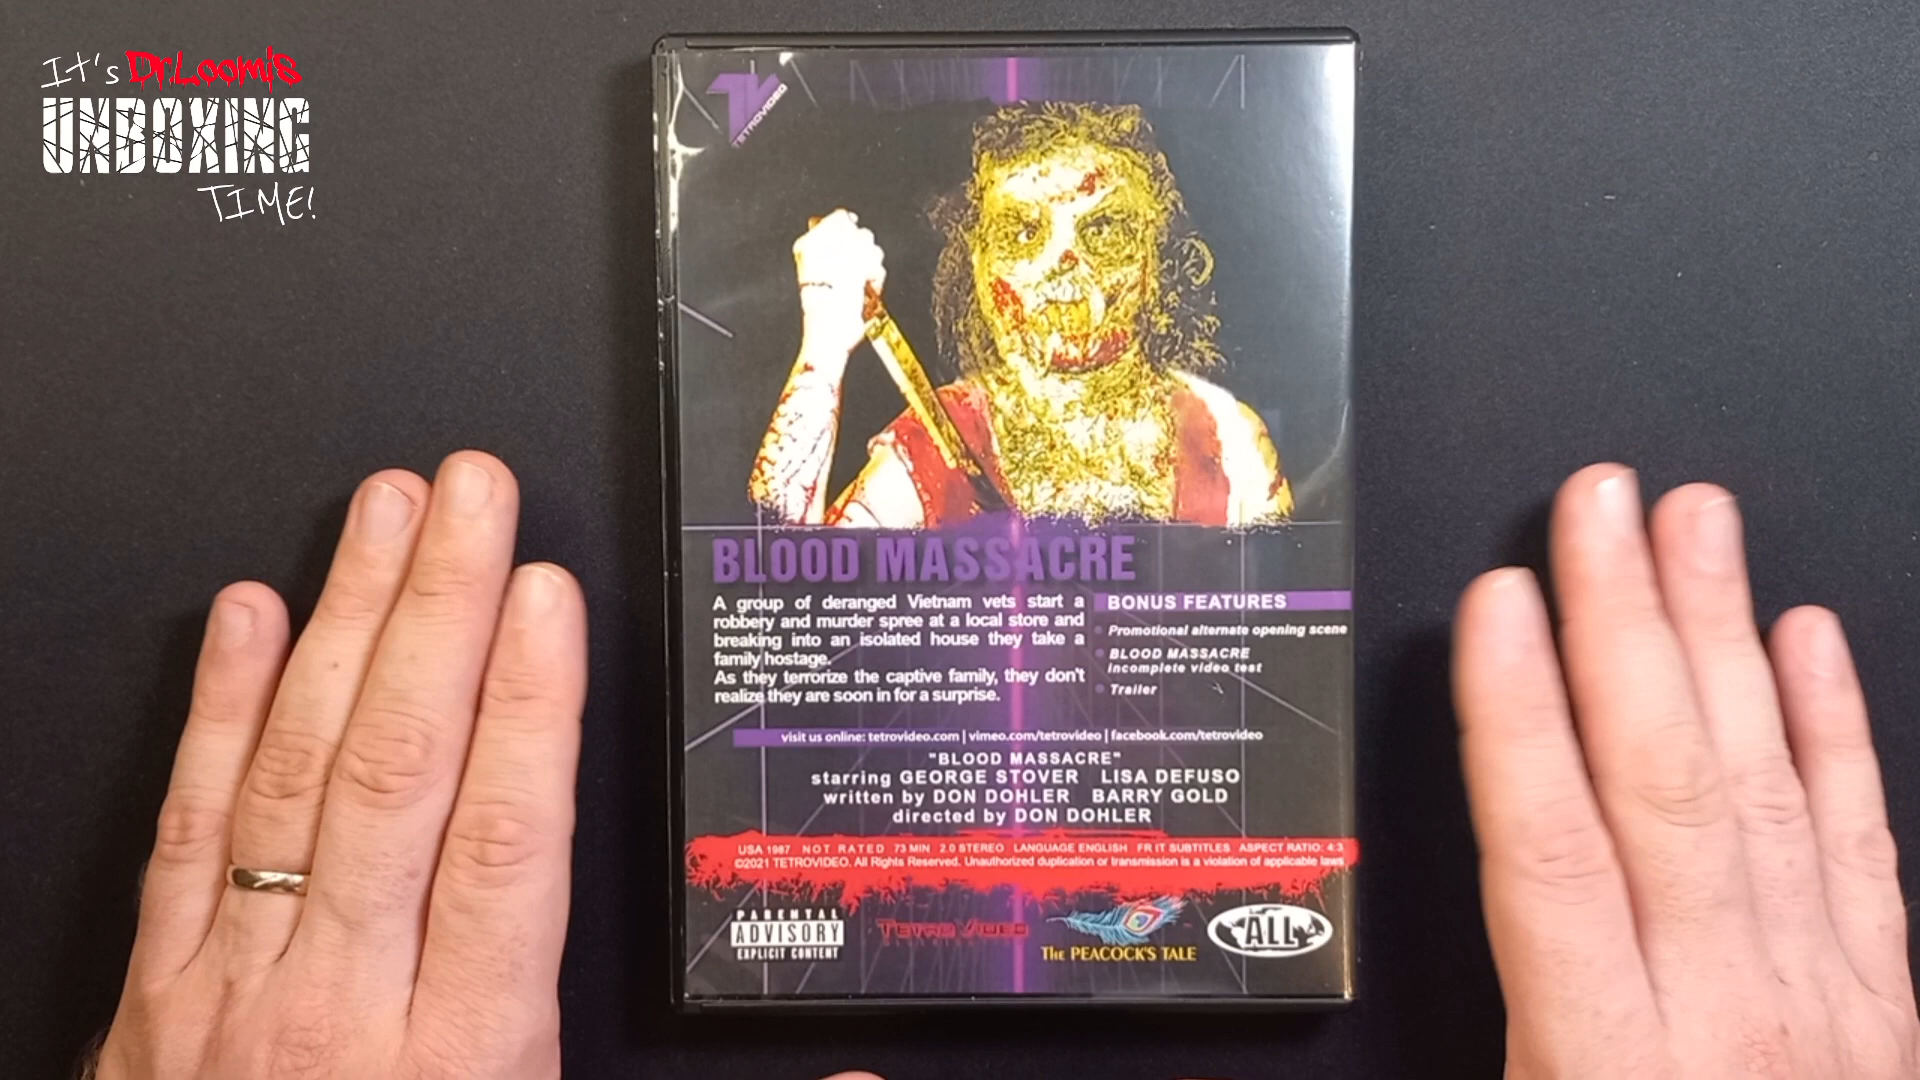 It's Dr.Loomis
UNBOXING
TIME!
TV
TETROVIDEO
BLOOD MASSACRE
A group of deranged Vietnam vets start a
robbery and murder spree at a local store and
breaking into an isolated house they take a
family hostage.
As they terrorize the captive family, they don't
realize they are soon in for a surprise.
BONUS FEATURES
Promotional alternate opening scene
BLOOD MASSACRE
incomplete video test
Trailer
visit us online: tetrovideo.com | vimeo.com/tetrovideo | facebook.com/tetrovideo
"BLOOD MASSACRE"
starring GEORGE STOVER LISA DEFUSO
written by DON DOHLER BARRY GOLD
directed by DON DOHLER
USA 1987 NOT RATED 73 MIN 2.0 STEREO LANGUAGE ENGLISH FR IT SUBTITLES ASPECT RATIO: 4:3
©2021 TETROVIDEO. All Rights Reserved. Unauthorized duplication or transmission is a violation of applicable laws
PARENTAL
ADVISORY
EXPLICIT CONTENT
TETRO VIDEO
THE PEACOCK'S TALE
ALL